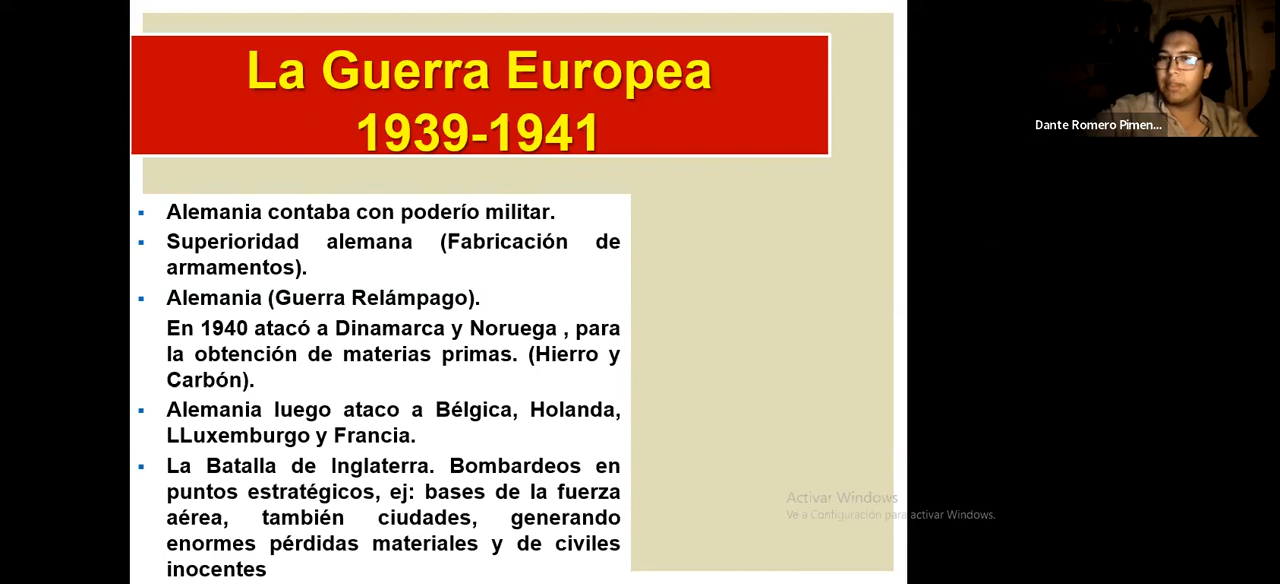 La Guerra Europea
1939-1941
Alemania contaba con poderío militar.
Superioridad alemana (Fabricación de
armamentos).
Alemania (Guerra Relámpago).
En 1940 atacó a Dinamarca y Noruega , para
la obtención de materias primas. (Hierro y
Carbón).
Alemania luego ataco a Bélgica, Holanda,
LLuxemburgo y Francia.
La Batalla de Inglaterra. Bombardeos en
puntos estratégicos, ej: bases de la fuerza
aérea, también ciudades, generando
enormes pérdidas materiales y de civiles
inocentes
Dante Romero Pimen...
Activar Windows
Ve a Configuración para activar Windows.